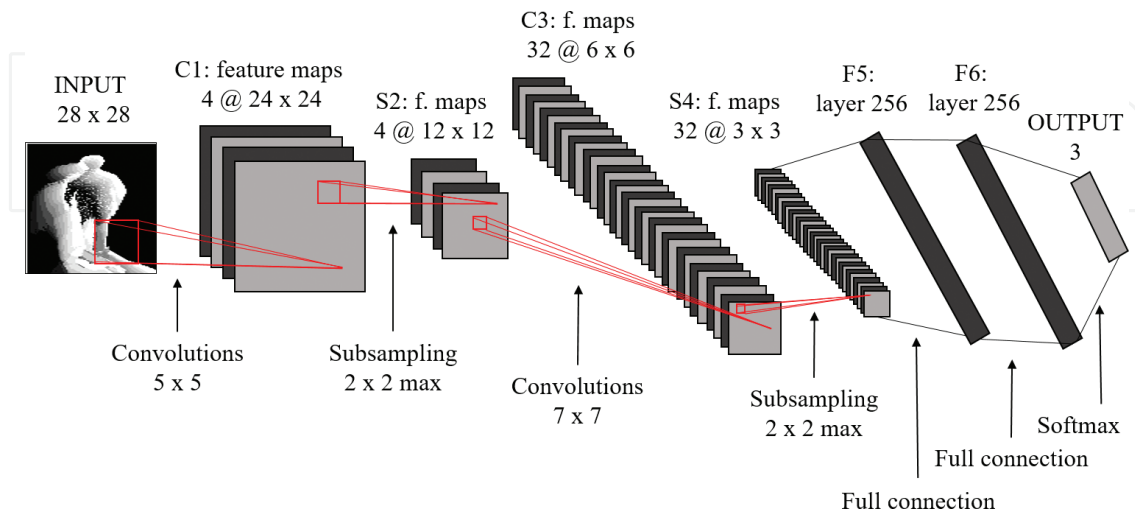 INPUT
28 x 28
C1: feature maps
4 @ 24 x 24
S2: f. maps
4 @ 12 x 12
C3: f. maps
32 @ 6 x 6
S4: f. maps
32 @ 3 x 3
F5:
layer 256
F6:
layer 256
OUTPUT
3
Convolutions
5 x 5
Subsampling
2 x 2 max
Convolutions
7 x 7
Subsampling
2 x 2 max
Full connection
Full connection
Softmax